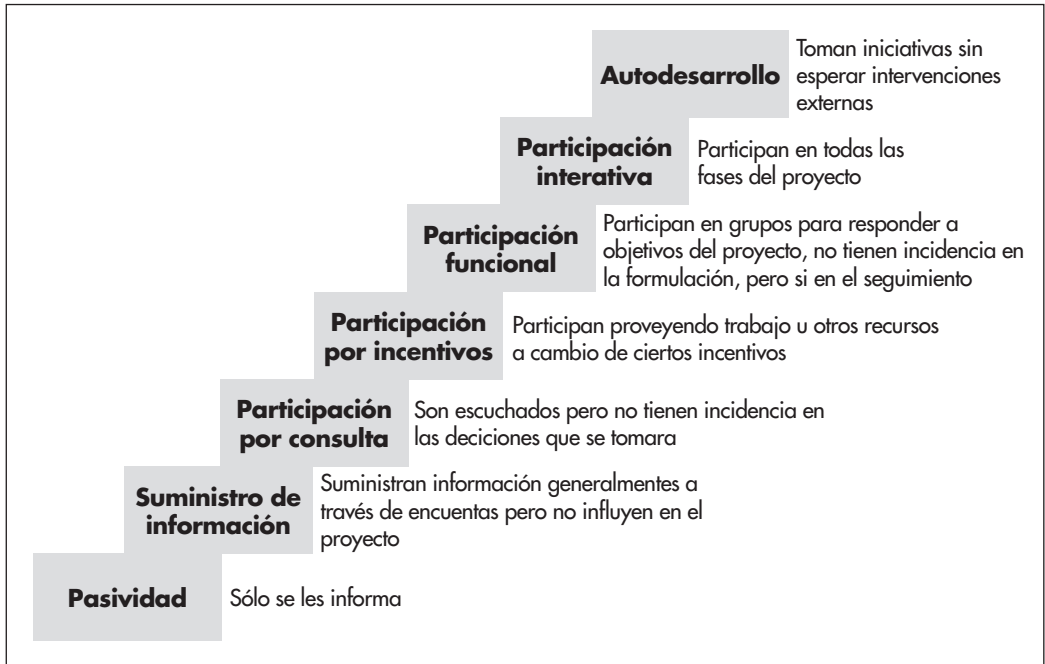 Autodesarrollo
Toman iniciativas sin
esperar intervenciones
externas
Participación
interativa
Participan en todas las
fases del proyecto
Participación
funcional
Participan en grupos para responder a
objetivos del proyecto, no tienen incidencia en
la formulación, pero si en el seguimiento
Participación
por incentivos
Participan proveyendo trabajo u otros recursos
a cambio de ciertos incentivos
Participación
por consulta
Son escuchados pero no tienen incidencia en
las deciciones que se tomara
Suministro de
información
Suministran información generalmentes a
través de encuentas pero no influyen en el
proyecto
Pasividad
Sólo se les informa